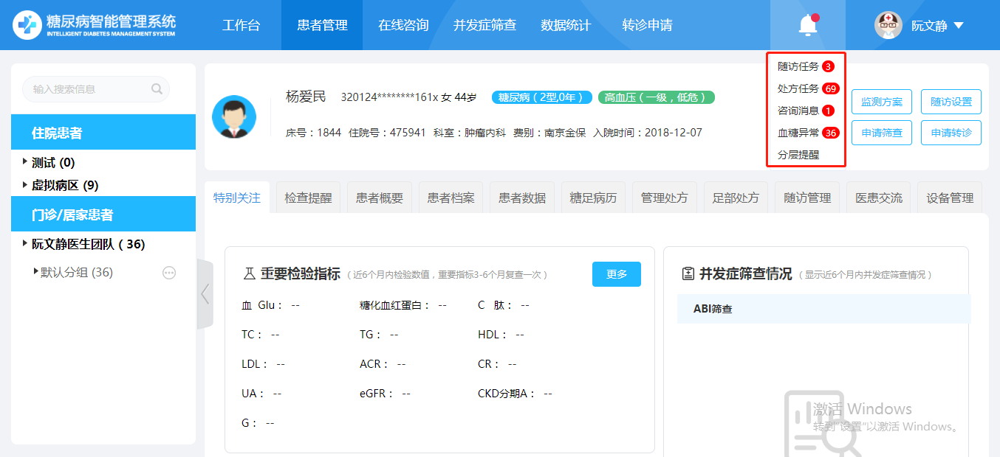 糖尿病智能管理系统
INTELLIGENT DIABETES MANAGEMENT SYSTEM
工作台 患者管理 在线咨询 并发症筛查 数据统计 转诊申请
阮文静
随访任务 3
处方任务 69
咨询消息 1
血糖异常 36
分层提醒
输入搜索信息
住院患者
测试 (0)
虚拟病区 (9)
门诊/居家患者
阮文静医生团队 ( 36)
默认分组 (36)
杨爱民 320124********161x 女 44岁 糖尿病（2型,0年） 高血压（一级，低危）
床号：1844 住院号：475941 科室：肿瘤内科 费别：南京金保 入院时间：2018-12-07
监测方案 随访设置
申请筛查 申请转诊
特别关注 检查提醒 患者概要 患者档案 患者数据 糖足病历 管理处方 足部处方 随访管理 医患交流 设备管理
重要检验指标（近6个月内检验数值，重要指标3-6个月复查一次） 更多
血 Glu： -- 糖化血红蛋白： -- C 肽： --
TC： -- TG： -- HDL： --
LDL： -- ACR： -- CR： --
UA： -- eGFR： -- CKD分期A： --
G： --
并发症筛查情况（显示近6个月内并发症筛查情况）
ABI筛查
激活 Windows
转到"设置"以激活 Windows。